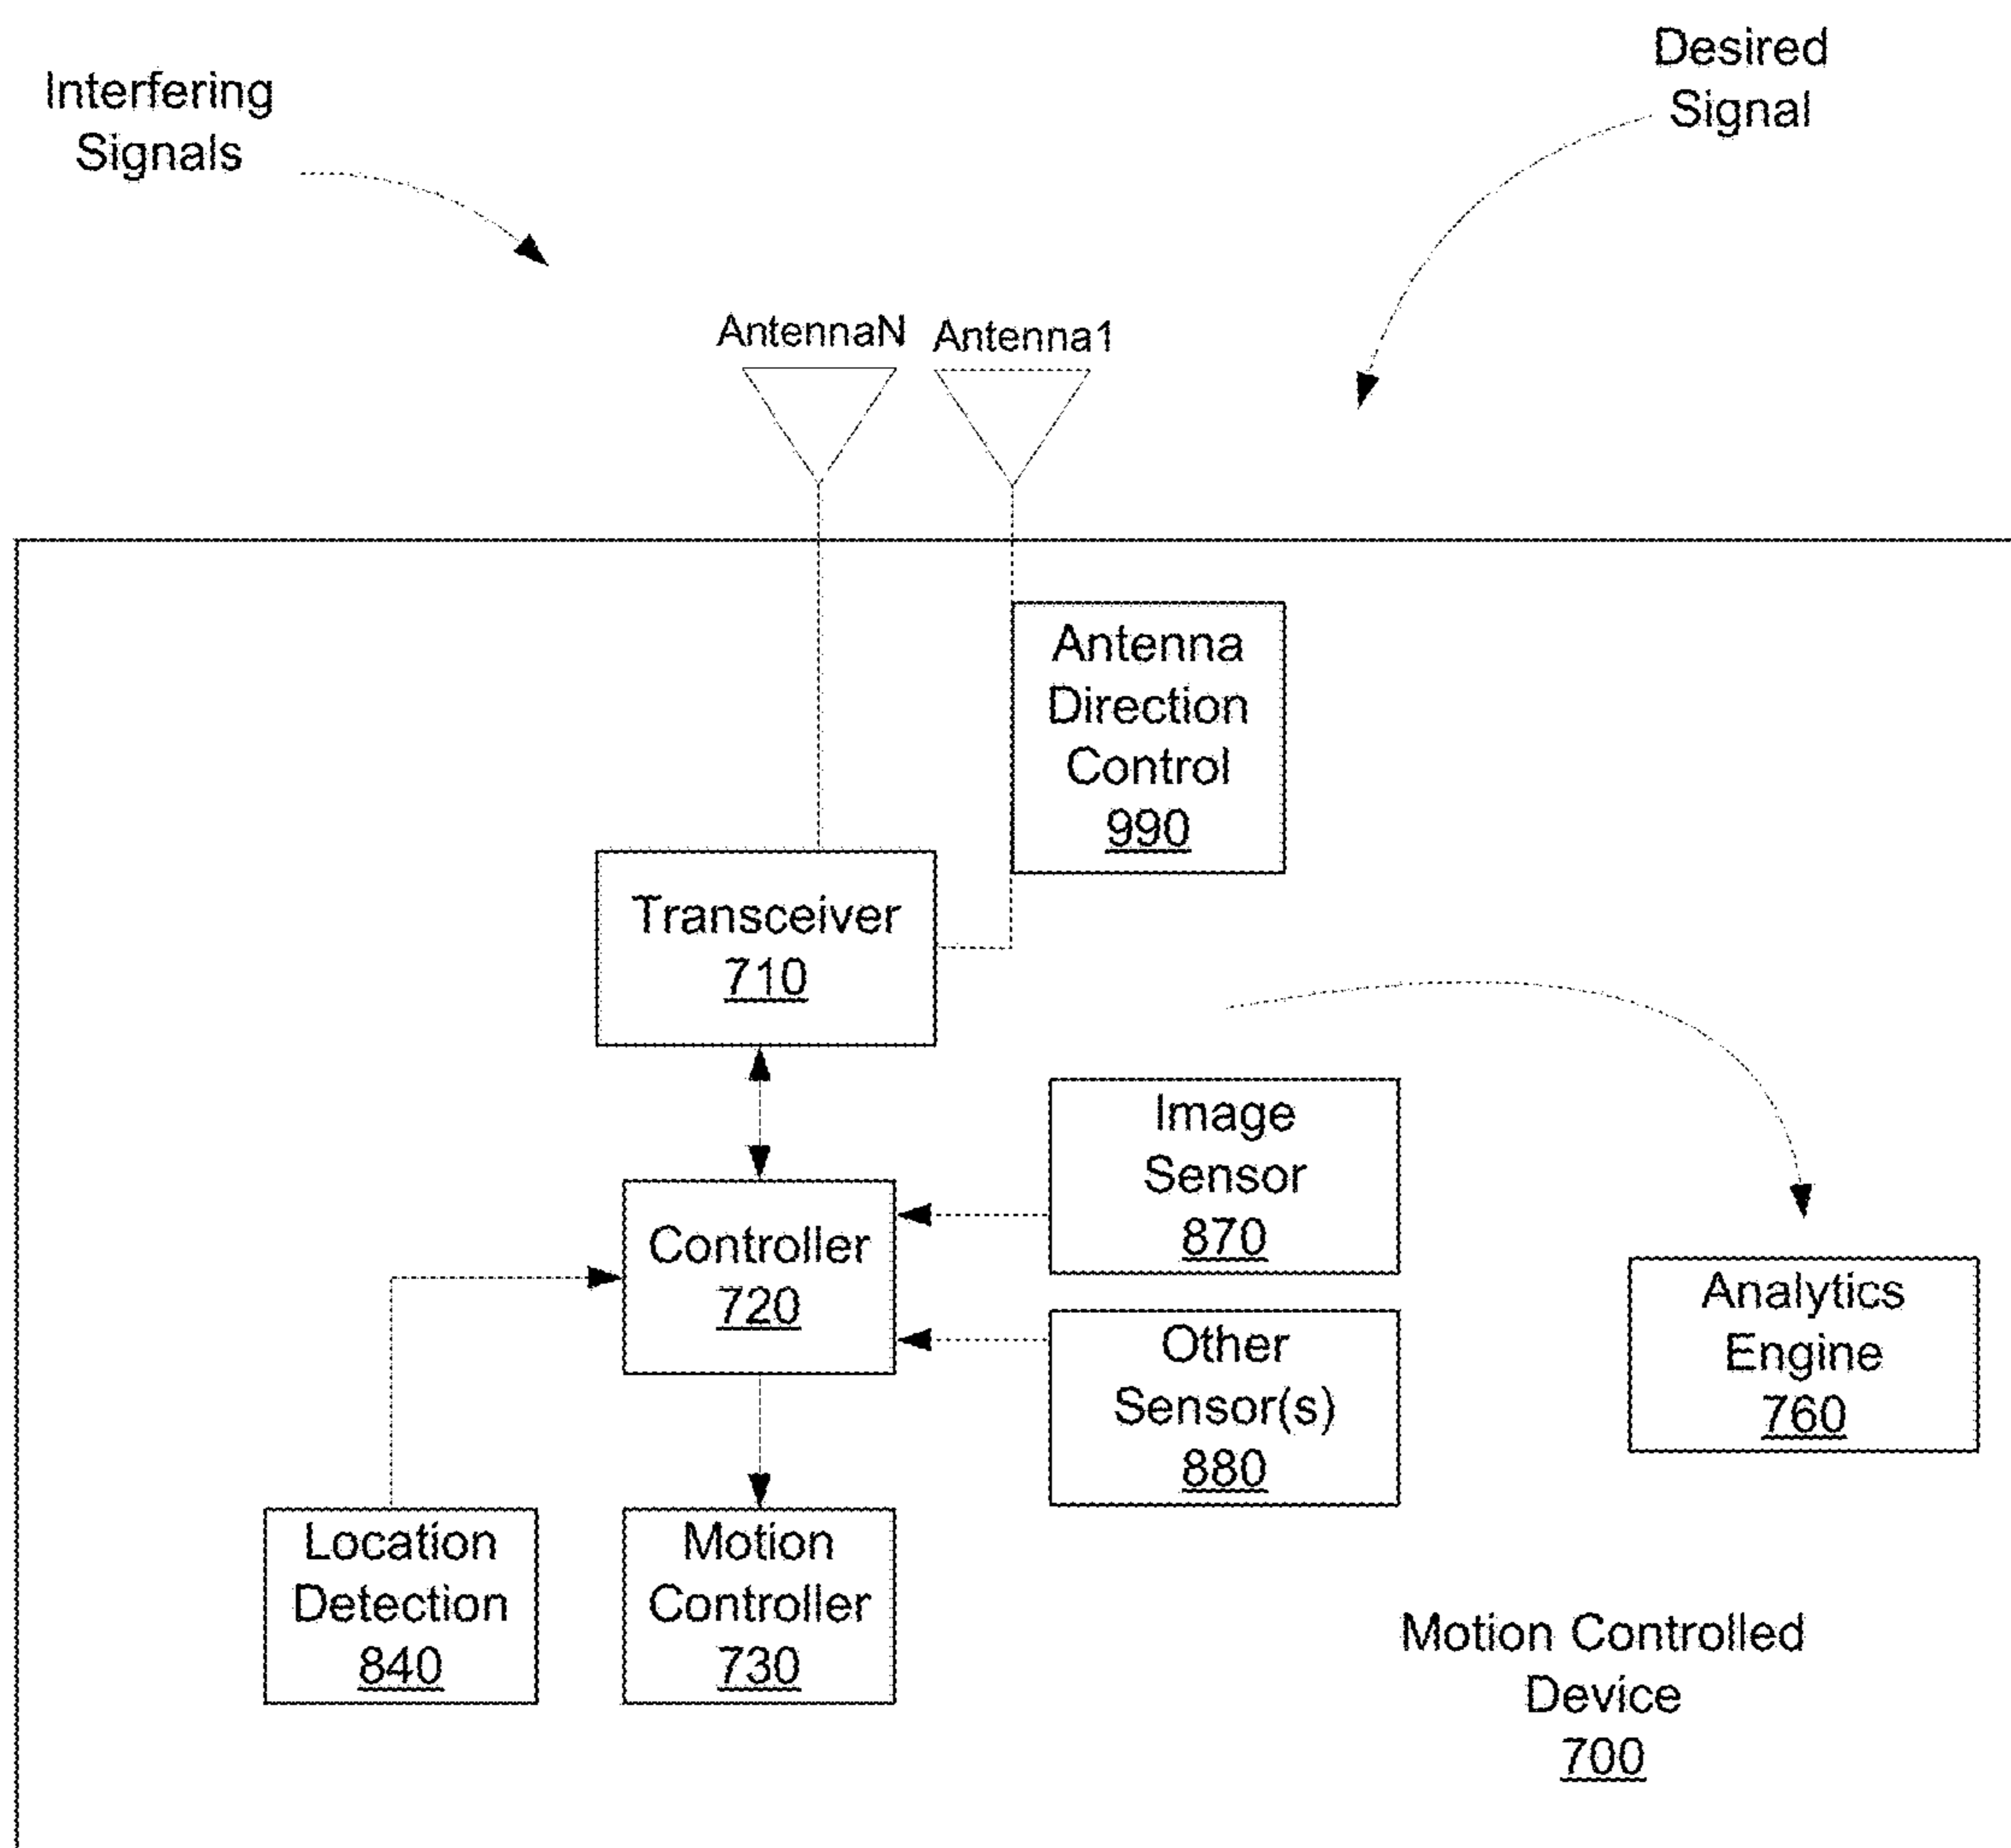 Interfering
Signals
Desired
Signal
AntennaN
Antenna1
Antenna
Direction
Control
990
Transceiver
710
Image
Sensor
870
Controller
720
Other
Sensor(s)
880
Analytics
Engine
760
Location
Detection
840
Motion
Controller
730
Motion Controlled
Device
700